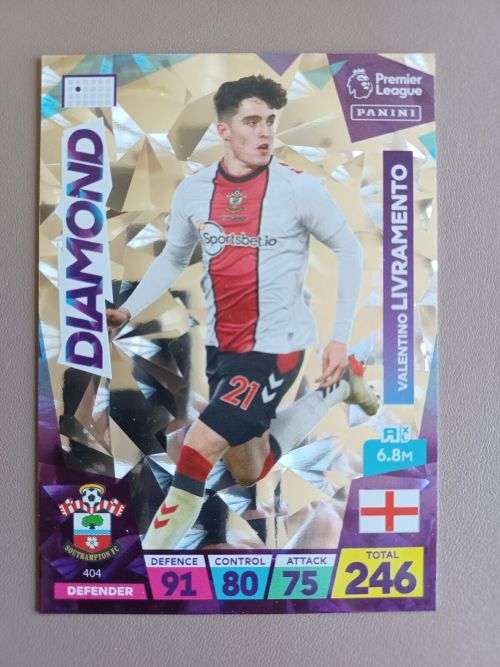 Premier
League
PANINI
DIAMOND
VALENTINO LIVRAMENTO
Sportsbet.io
21
6.8M
SOUTHAMPTON FC
404
DEFENDER
DEFENCE
91
CONTROL
80
ATTACK
75
TOTAL
246